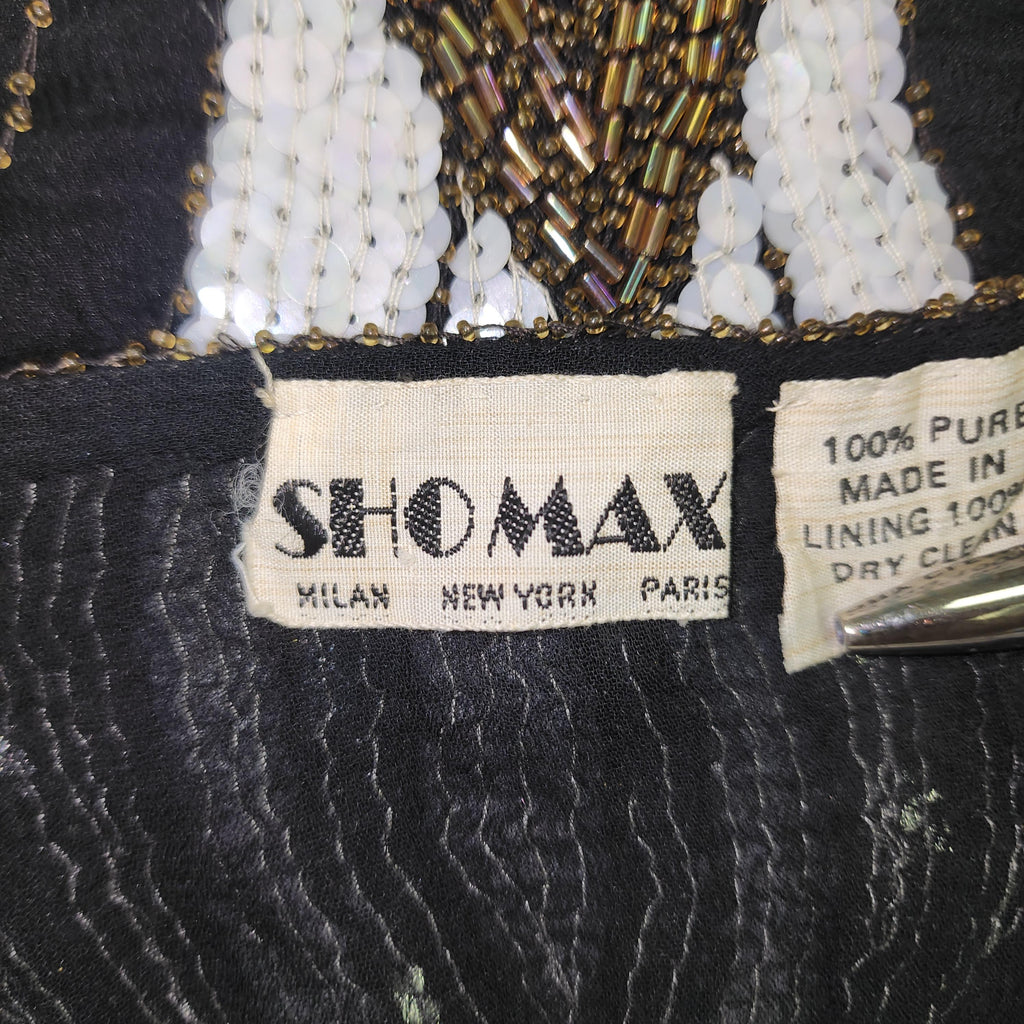 SHOMAX
MILAN NEW YORK PARIS
100% PURE
MADE IN
LINING 100%
DRY CLEAN